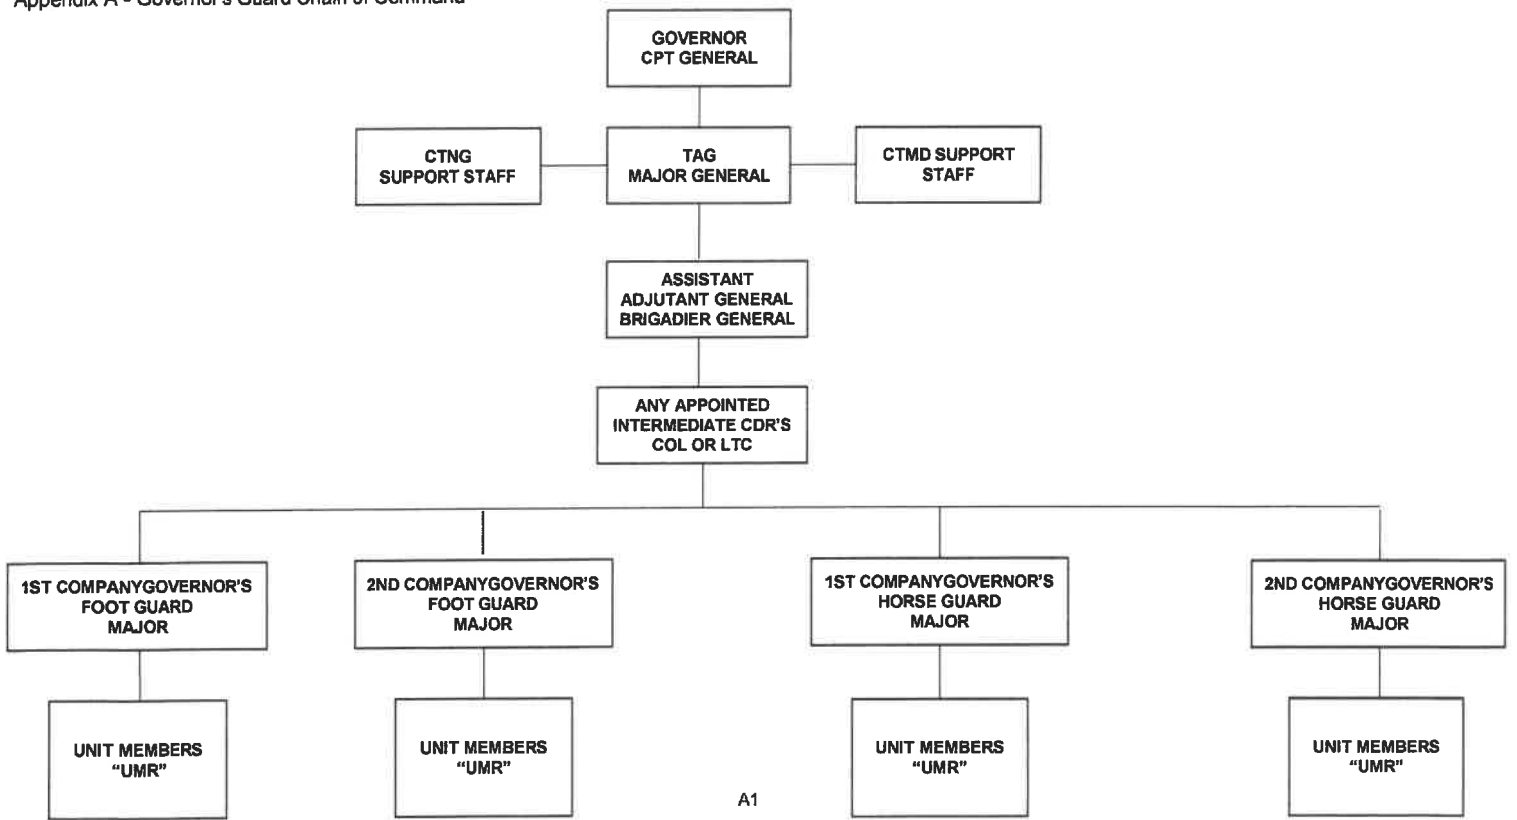 Appendix A - Governor's Guard Chain of Command
GOVERNOR
CPT GENERAL
CTNG
SUPPORT STAFF
TAG
MAJOR GENERAL
CTMD SUPPORT
STAFF
ASSISTANT
ADJUTANT GENERAL
BRIGADIER GENERAL
ANY APPOINTED
INTERMEDIATE CDR'S
COL OR LTC
1ST COMPANYGOVERNOR'S
FOOT GUARD
MAJOR
2ND COMPANYGOVERNOR'S
FOOT GUARD
MAJOR
1ST COMPANYGOVERNOR'S
HORSE GUARD
MAJOR
2ND COMPANYGOVERNOR'S
HORSE GUARD
MAJOR
UNIT MEMBERS
“UMR”
UNIT MEMBERS
“UMR”
UNIT MEMBERS
“UMR”
UNIT MEMBERS
“UMR”
A1